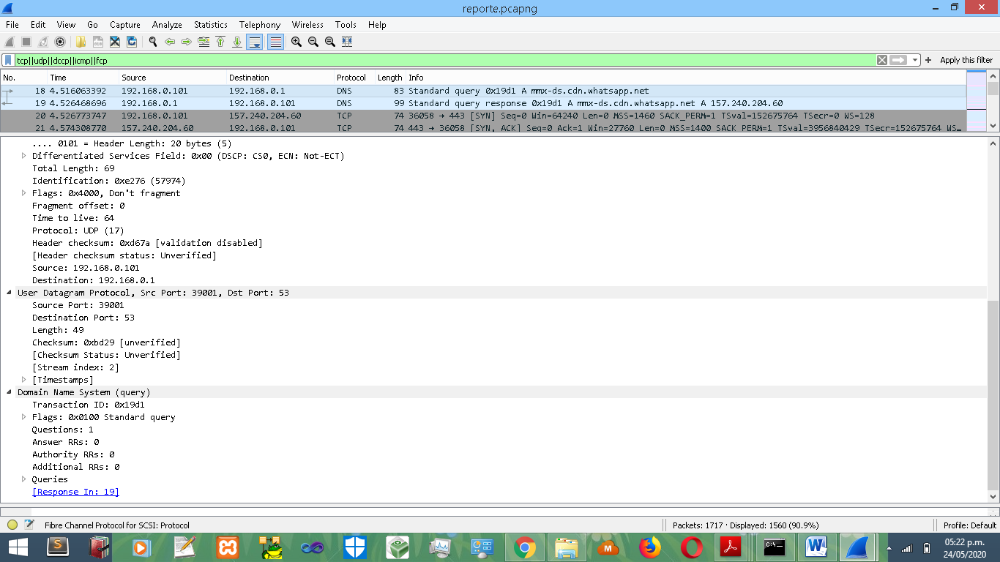 reporte.pcapng
File Edit View Go Capture Analyze Statistics Telephony Wireless Tools Help
tcp||udp||dccp||icmp||fcp
Apply this filter
No. Time Source Destination Protocol Length Info
18 4.516063392 192.168.0.101 192.168.0.1 DNS 83 Standard query 0x19d1 A mmx-ds.cdn.whatsapp.net
19 4.526468696 192.168.0.1 192.168.0.101 DNS 99 Standard query response 0x19d1 A mmx-ds.cdn.whatsapp.net A 157.240.204.60
20 4.526773747 192.168.0.101 157.240.204.60 TCP 74 36058 → 443 [SYN] Seq=0 Win=64240 Len=0 MSS=1460 SACK_PERM=1 TSval=152675764 TSecr=0 WS=128
21 4.574308770 157.240.204.60 192.168.0.101 TCP 74 443 → 36058 [SYN, ACK] Seq=0 Ack=1 Win=27760 Len=0 MSS=1400 SACK_PERM=1 TSval=3956840429 TSecr=152675764 WS…
.... 0101 = Header Length: 20 bytes (5)
Differentiated Services Field: 0x00 (DSCP: CS0, ECN: Not-ECT)
Total Length: 69
Identification: 0xe276 (57974)
Flags: 0x4000, Don't fragment
Fragment offset: 0
Time to live: 64
Protocol: UDP (17)
Header checksum: 0xd67a [validation disabled]
[Header checksum status: Unverified]
Source: 192.168.0.101
Destination: 192.168.0.1
User Datagram Protocol, Src Port: 39001, Dst Port: 53
Source Port: 39001
Destination Port: 53
Length: 49
Checksum: 0xbd29 [unverified]
[Checksum Status: Unverified]
[Stream index: 2]
[Timestamps]
Domain Name System (query)
Transaction ID: 0x19d1
Flags: 0x0100 Standard query
Questions: 1
Answer RRs: 0
Authority RRs: 0
Additional RRs: 0
Queries
[Response In: 19]
Fibre Channel Protocol for SCSI: Protocol
Packets: 1717 · Displayed: 1560 (90.9%)
Profile: Default
05:22 p.m.
24/05/2020